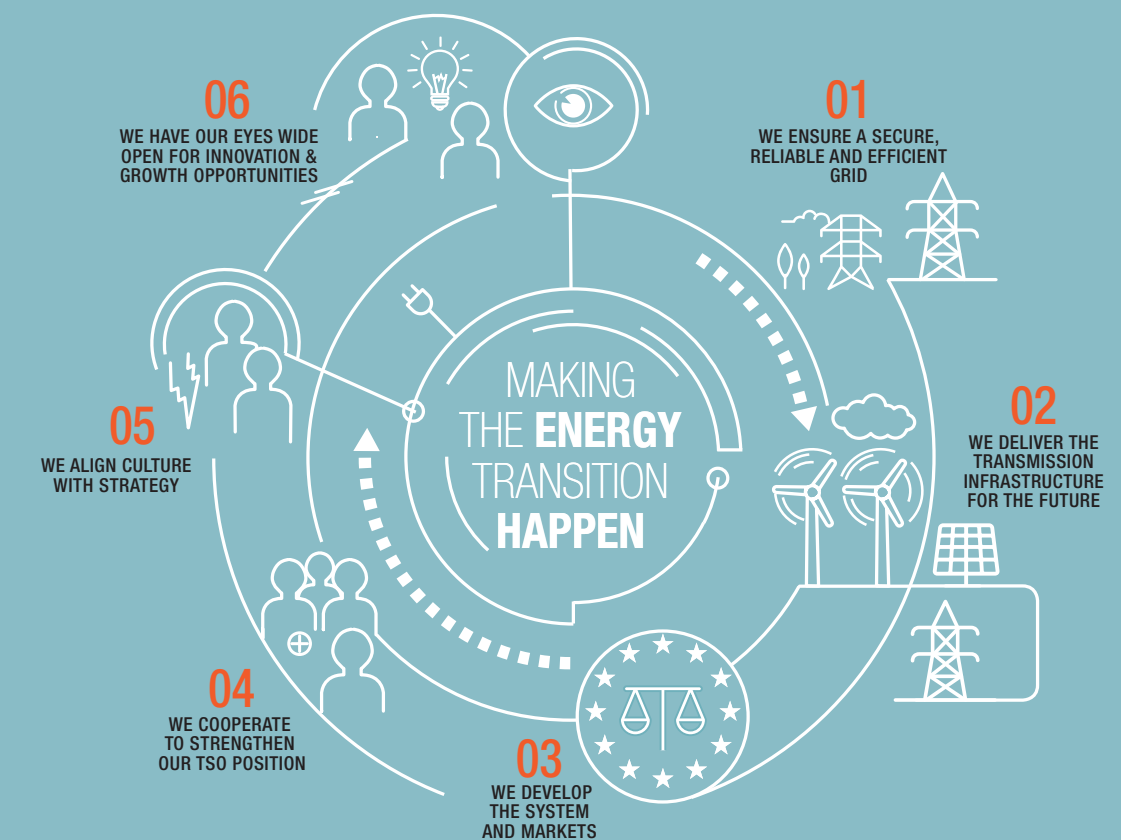 MAKING
THE ENERGY
TRANSITION
HAPPEN
01
WE ENSURE A SECURE,
RELIABLE AND EFFICIENT
GRID
02
WE DELIVER THE
TRANSMISSION
INFRASTRUCTURE
FOR THE FUTURE
03
WE DEVELOP
THE SYSTEM
AND MARKETS
04
WE COOPERATE
TO STRENGTHEN
OUR TSO POSITION
05
WE ALIGN CULTURE
WITH STRATEGY
06
WE HAVE OUR EYES WIDE
OPEN FOR INNOVATION &
GROWTH OPPORTUNITIES